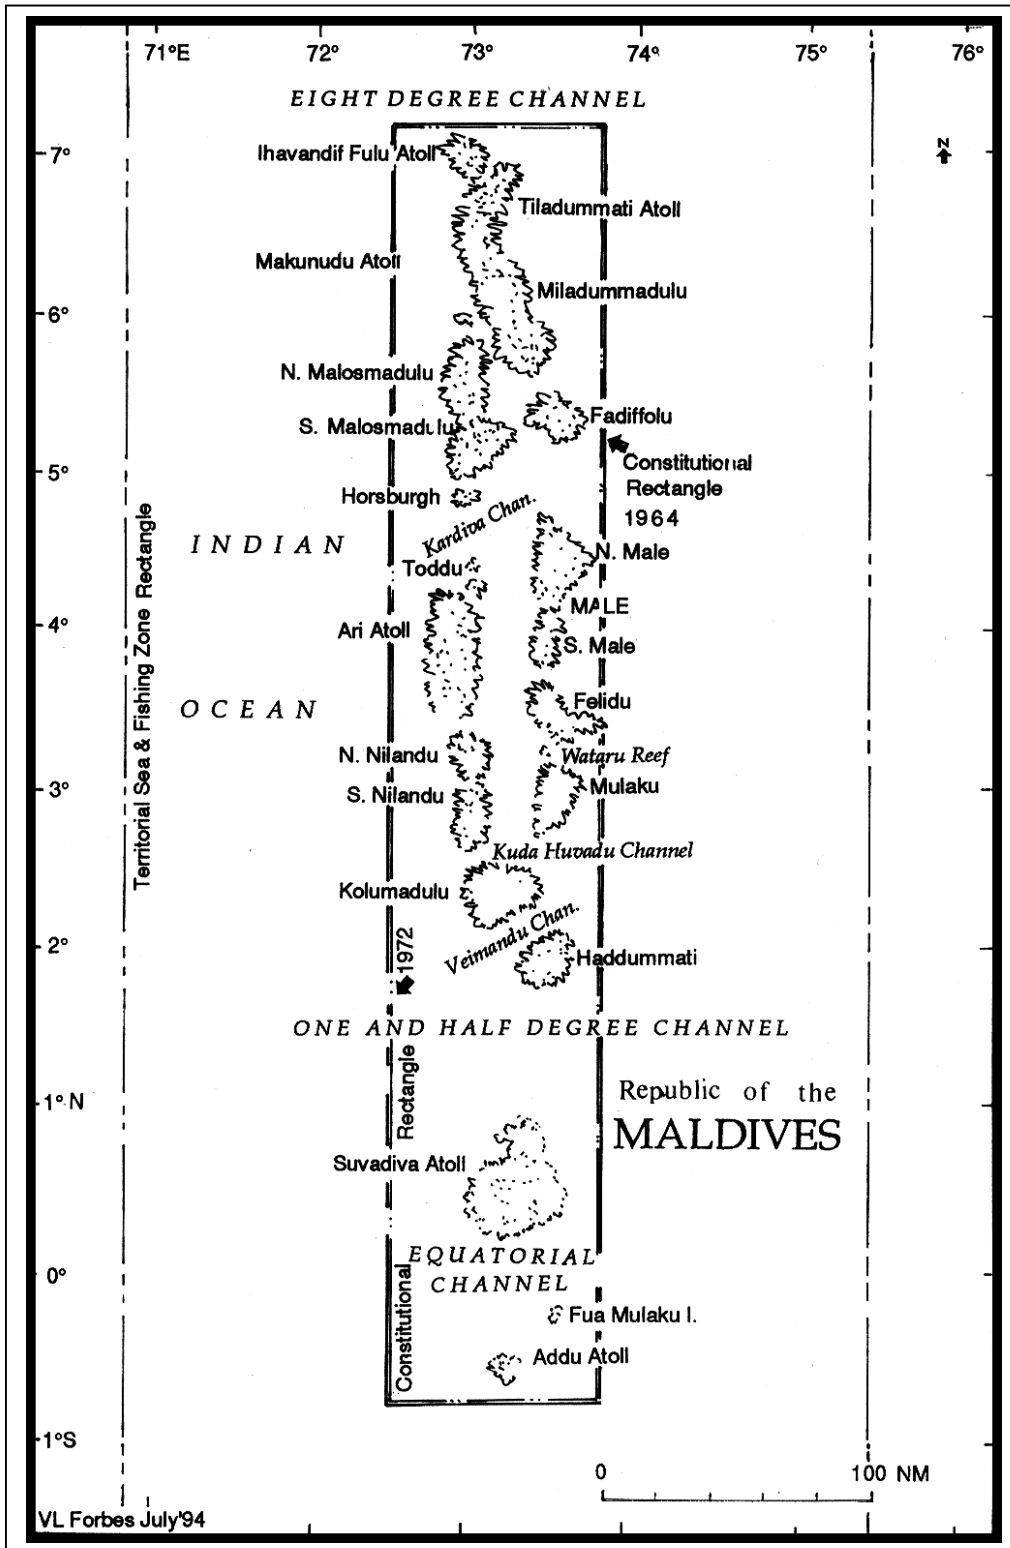 71°E 72° 73° 74° 75° 76°
EIGHT DEGREE CHANNEL
N
7°
Ihavandif Fulu Atoll
Tiladummati Atoll
Makunudu Atoll
Miladummadulu
6°
N. Malosmadulu
S. Malosmadulu
Fadiffolu
5°
Constitutional
Rectangle
1964
Horsburgh
Kardiva Chan.
INDIAN
N. Male
Toddu
MALE
4°
Ari Atoll
S. Male
OCEAN
Felidu
N. Nilandu
Wataru Reef
3°
S. Nilandu
Mulaku
Kuda Huvadu Channel
Kolumadulu
Veimandu Chan.
2°
Haddummati
Territorial Sea & Fishing Zone Rectangle
ONE AND HALF DEGREE CHANNEL
Constitutional Rectangle 1972
1°N
Republic of the
MALDIVES
Suvadiva Atoll
EQUATORIAL
CHANNEL
0°
Fua Mulaku I.
Addu Atoll
1°S
0 100 NM
VL Forbes July'94